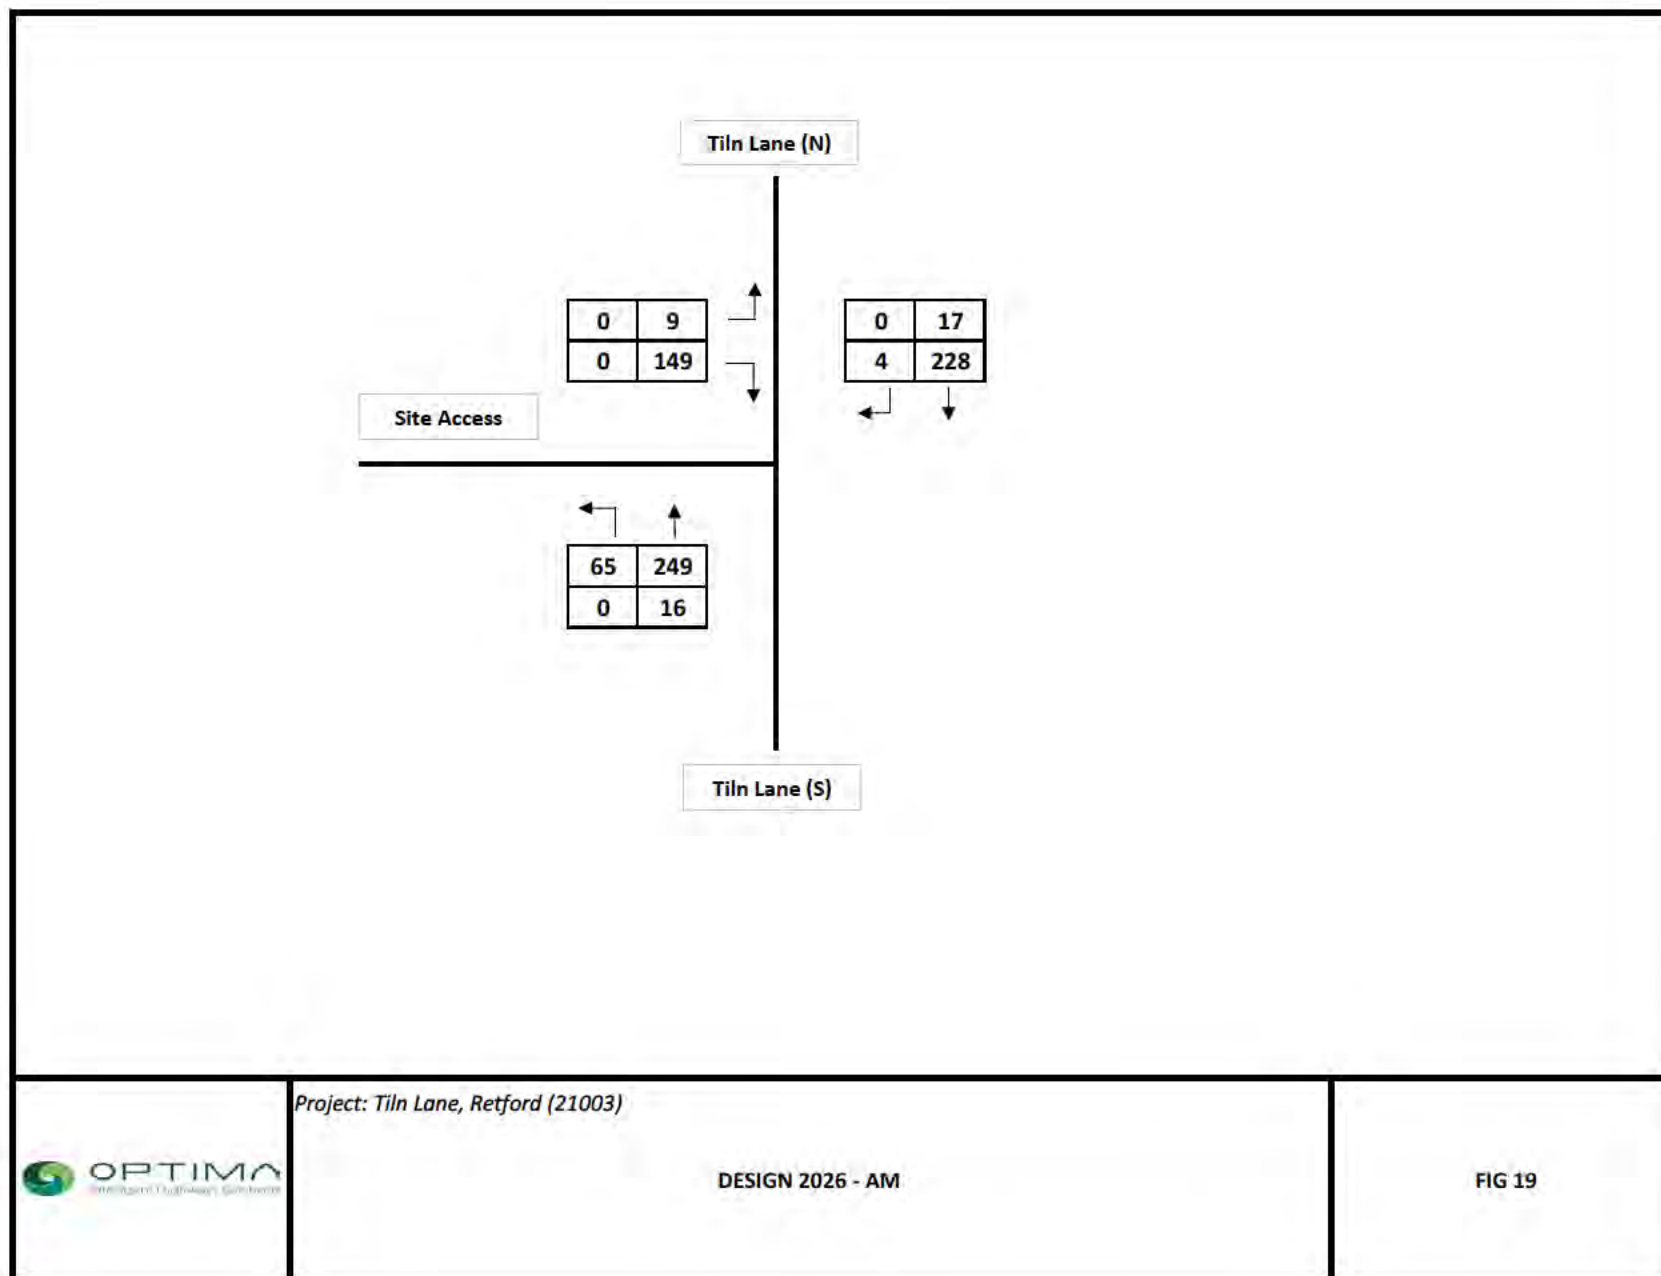 Tiln Lane (N)
0 9
0 149
0 17
4 228
Site Access
65 249
0 16
Tiln Lane (S)
Project: Tiln Lane, Retford (21003)
OPTIMA
DESIGN 2026 - AM
FIG 19